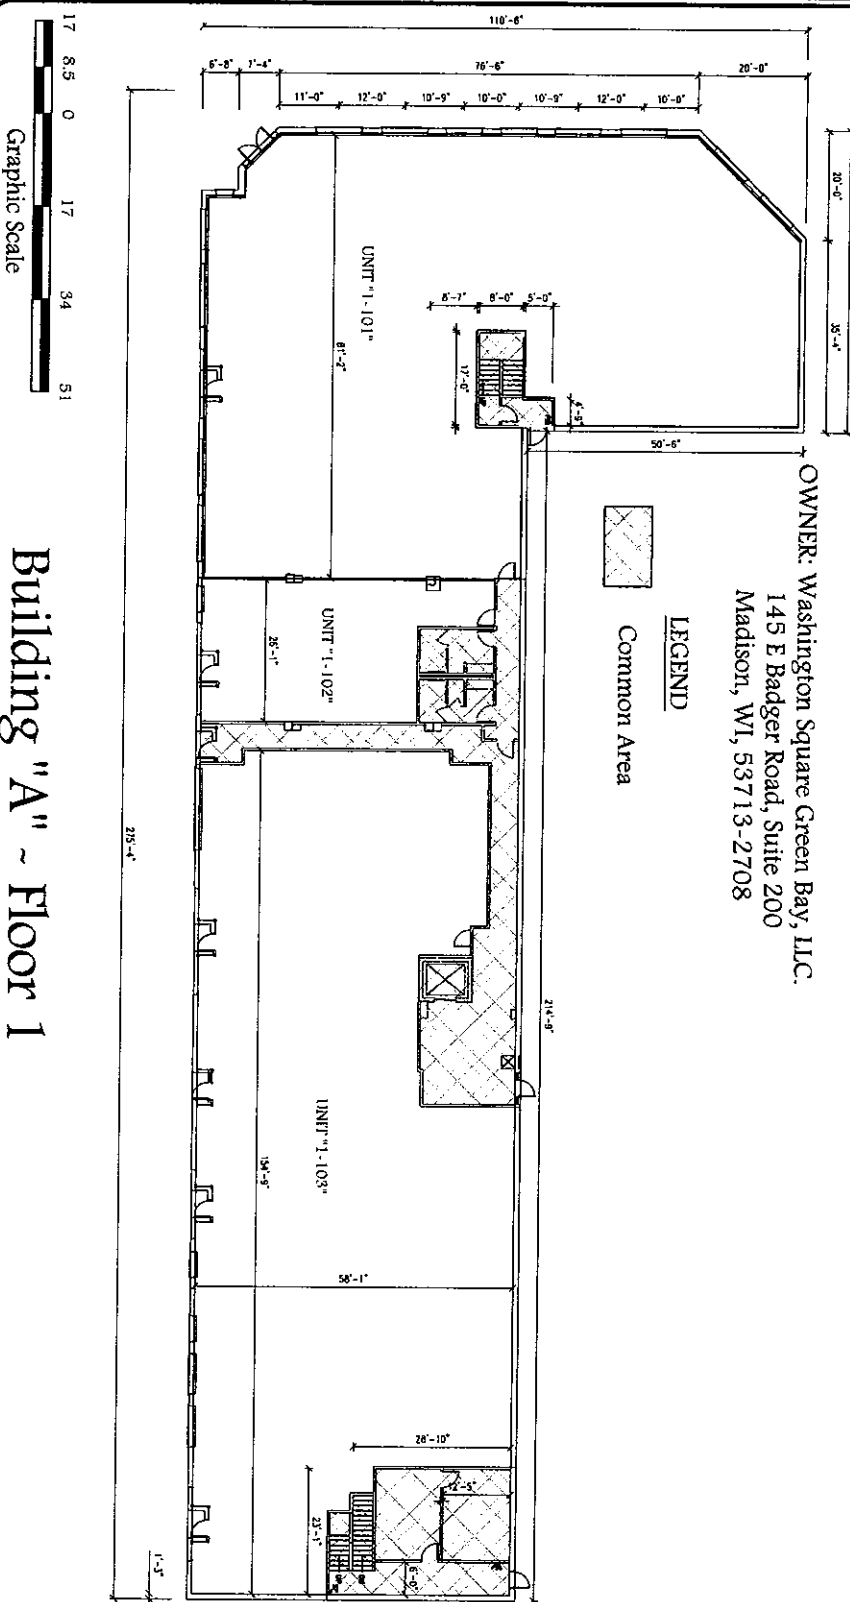 OWNER: Washington Square Green Bay, LLC.
145 E Badger Road, Suite 200
Madison, WI, 53713-2708
LEGEND
Common Area
110'-6"
6'-8"
7'-4"
76'-6"
20'-0"
11'-0"
12'-0"
10'-9"
10'-0"
10'-9"
12'-0"
10'-0"
20'-0"
35'-4"
UNIT "1-101"
81'-2"
8'-7"
8'-0"
5'-0"
17'-0"
50'-6"
UNIT "1-102"
26'-1"
UNIT "1-103"
154'-9"
58'-1"
28'-10"
12'-5"
23'-1"
6'-0"
1'-3"
275'-4"
17 8.5 0 17 34 51
Graphic Scale
Building "A" ~ Floor 1